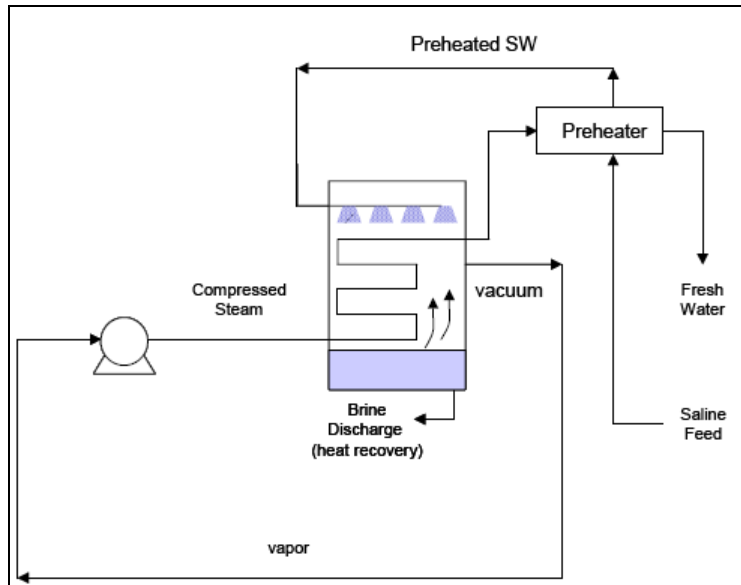 Preheated SW
Preheater
Compressed
Steam
vacuum
Fresh
Water
Brine
Discharge
(heat recovery)
Saline
Feed
vapor